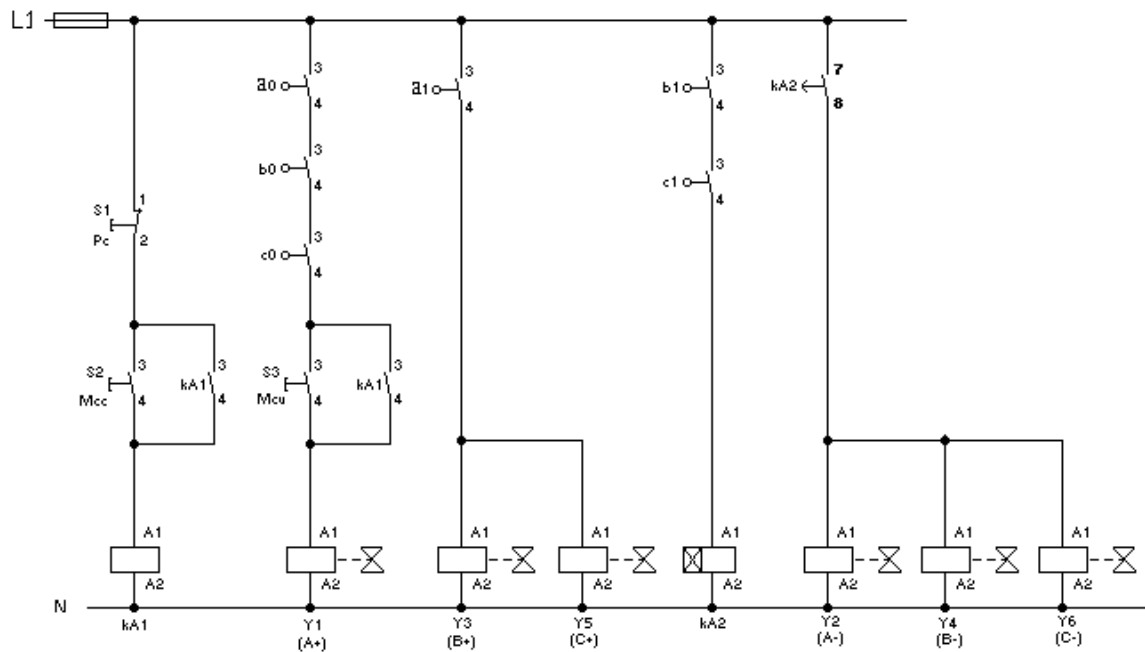 L1
3
a0
4
3
a1
4
3
b1
4
7
kA2
8
3
b0
4
3
c1
4
1
S1
Pc
2
3
c0
4
S2
3
Mcc
4
3
kA1
4
S3
3
Mcu
4
3
kA1
4
A1
A1
A1
A1
A1
A1
A1
A1
A2
A2
A2
A2
A2
A2
A2
A2
N
kA1
Y1
(A+)
Y3
(B+)
Y5
(C+)
kA2
Y2
(A-)
Y4
(B-)
Y6
(C-)